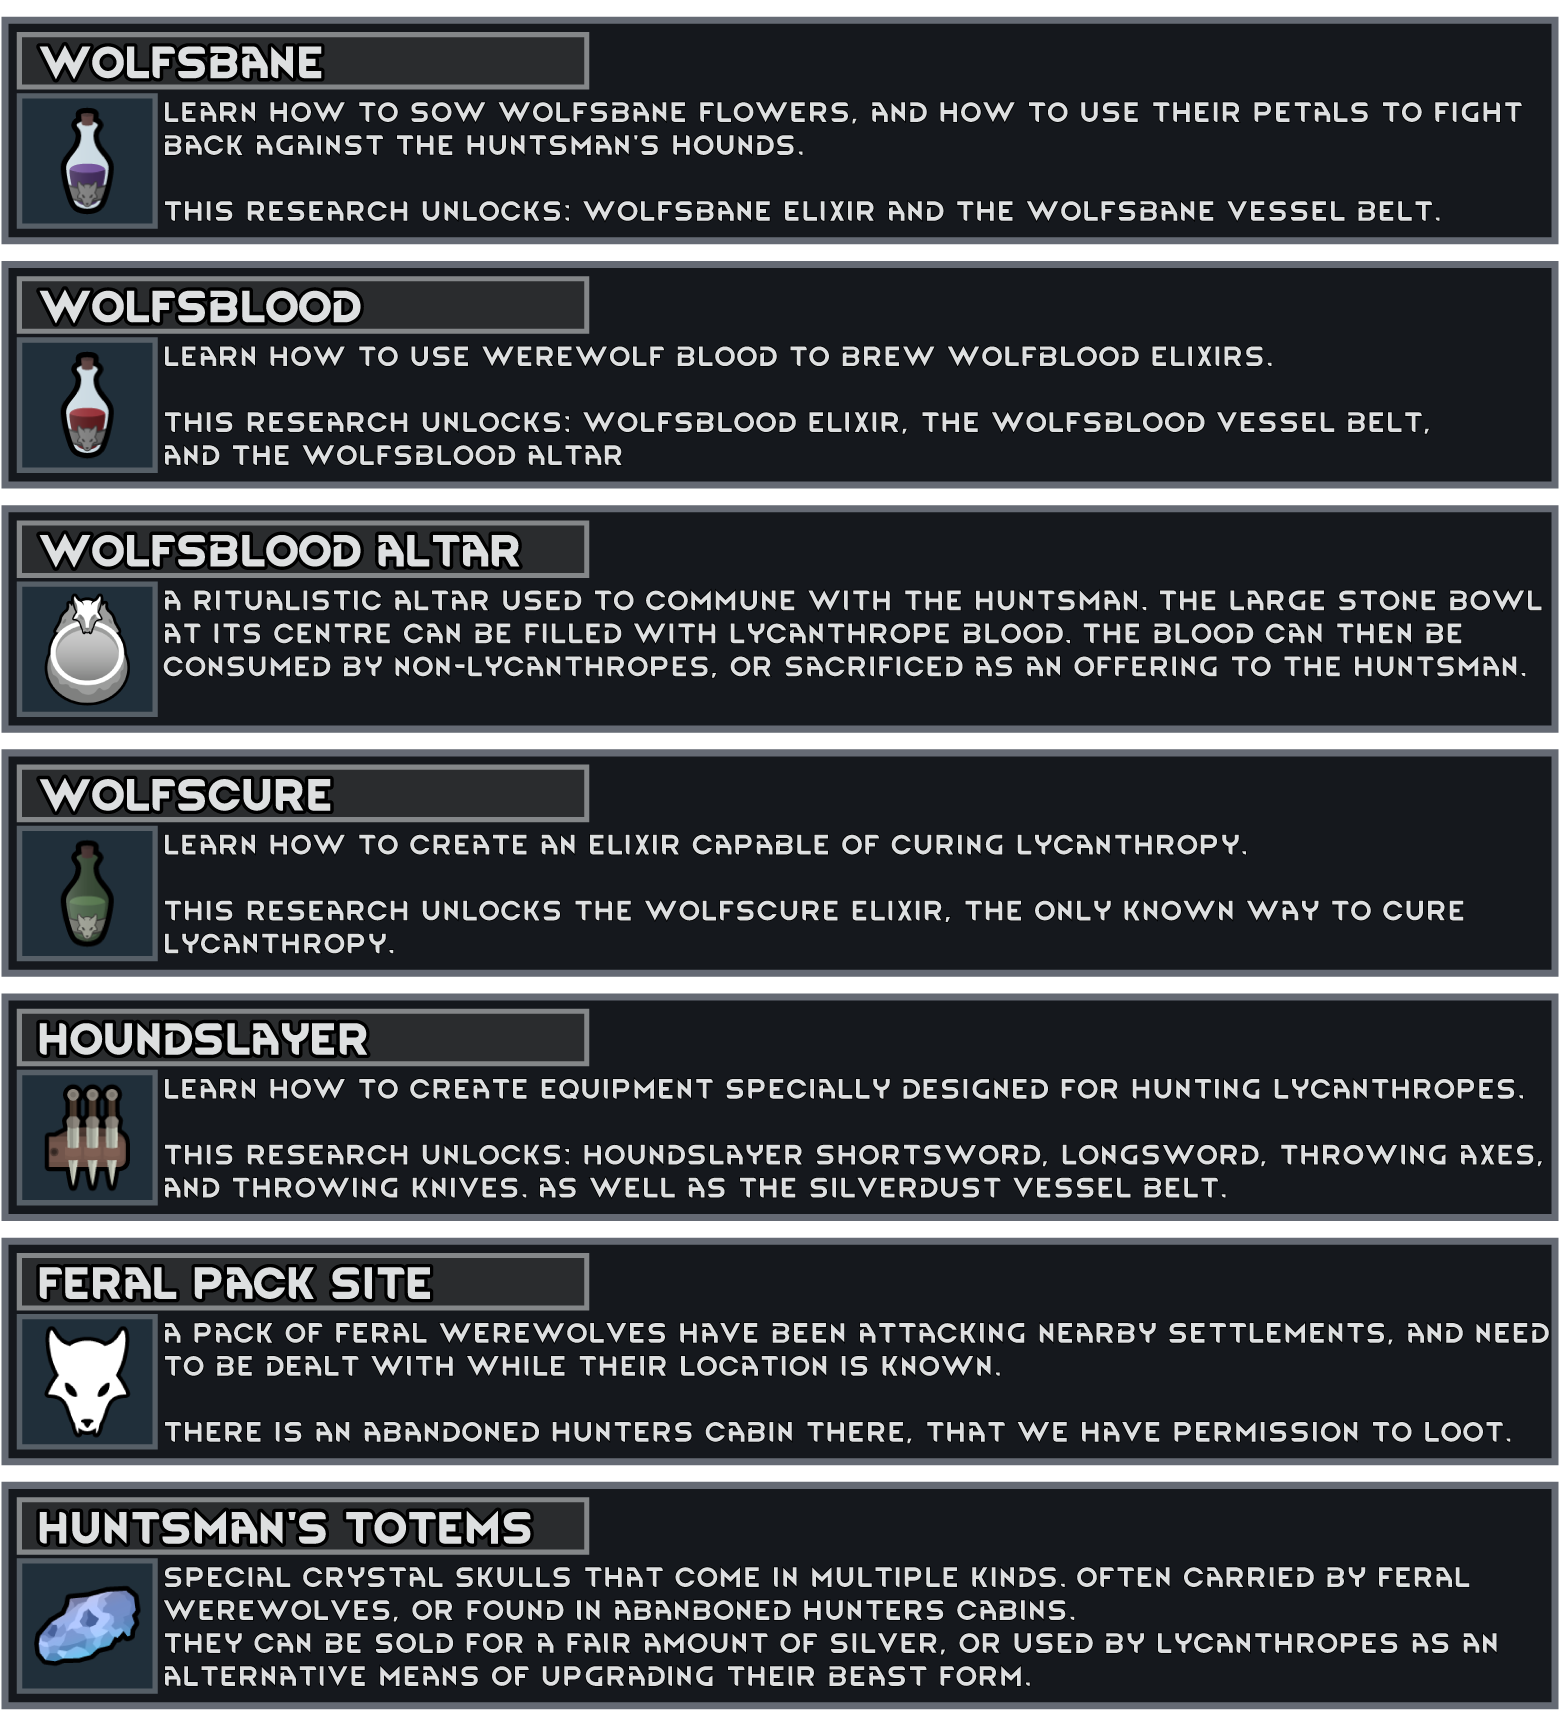 WOLFSBANE
LEARN HOW TO SOW WOLFSBANE FLOWERS, AND HOW TO USE THEIR PETALS TO FIGHT
BACK AGAINST THE HUNTSMAN'S HOUNDS.
THIS RESEARCH UNLOCKS: WOLFSBANE ELIXIR AND THE WOLFSBANE VESSEL BELT.
WOLFSBLOOD
LEARN HOW TO USE WEREWOLF BLOOD TO BREW WOLFBLOOD ELIXIRS.
THIS RESEARCH UNLOCKS: WOLFSBLOOD ELIXIR, THE WOLFSBLOOD VESSEL BELT,
AND THE WOLFSBLOOD ALTAR
WOLFSBLOOD ALTAR
A RITUALISTIC ALTAR USED TO COMMUNE WITH THE HUNTSMAN. THE LARGE STONE BOWL
AT ITS CENTRE CAN BE FILLED WITH LYCANTHROPE BLOOD. THE BLOOD CAN THEN BE
CONSUMED BY NON-LYCANTHROPES, OR SACRIFICED AS AN OFFERING TO THE HUNTSMAN.
WOLFSCURE
LEARN HOW TO CREATE AN ELIXIR CAPABLE OF CURING LYCANTHROPY.
THIS RESEARCH UNLOCKS THE WOLFSCURE ELIXIR, THE ONLY KNOWN WAY TO CURE
LYCANTHROPY.
HOUNDSLAYER
LEARN HOW TO CREATE EQUIPMENT SPECIALLY DESIGNED FOR HUNTING LYCANTHROPES.
THIS RESEARCH UNLOCKS: HOUNDSLAYER SHORTSWORD, LONGSWORD, THROWING AXES,
AND THROWING KNIVES. AS WELL AS THE SILVERDUST VESSEL BELT.
FERAL PACK SITE
A PACK OF FERAL WEREWOLVES HAVE BEEN ATTACKING NEARBY SETTLEMENTS, AND NEED
TO BE DEALT WITH WHILE THEIR LOCATION IS KNOWN.
THERE IS AN ABANDONED HUNTERS CABIN THERE, THAT WE HAVE PERMISSION TO LOOT.
HUNTSMAN'S TOTEMS
SPECIAL CRYSTAL SKULLS THAT COME IN MULTIPLE KINDS. OFTEN CARRIED BY FERAL
WEREWOLVES, OR FOUND IN ABANBONED HUNTERS CABINS.
THEY CAN BE SOLD FOR A FAIR AMOUNT OF SILVER, OR USED BY LYCANTHROPES AS AN
ALTERNATIVE MEANS OF UPGRADING THEIR BEAST FORM.